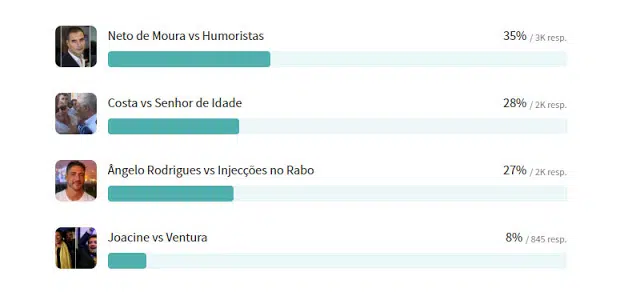 Neto de Moura vs Humoristas 35% / 3K resp.
Costa vs Senhor de Idade 28% / 2K resp.
Ângelo Rodrigues vs Injecções no Rabo 27% / 2K resp.
Joacine vs Ventura 8% / 845 resp.